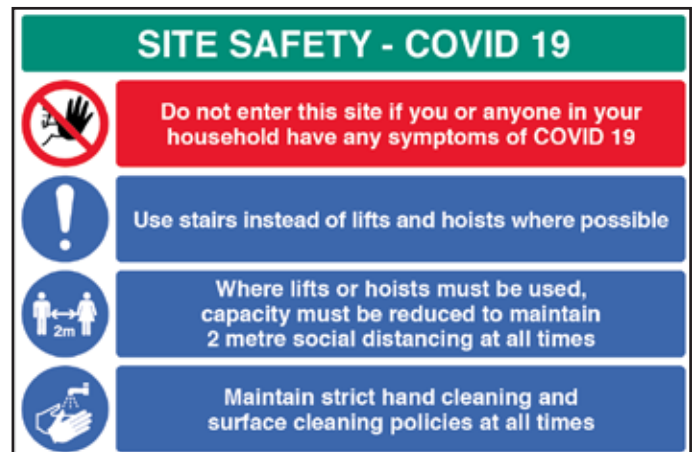 SITE SAFETY - COVID 19
Do not enter this site if you or anyone in your
household have any symptoms of COVID 19
Use stairs instead of lifts and hoists where possible
Where lifts or hoists must be used,
capacity must be reduced to maintain
2 metre social distancing at all times
2m
Maintain strict hand cleaning and
surface cleaning policies at all times